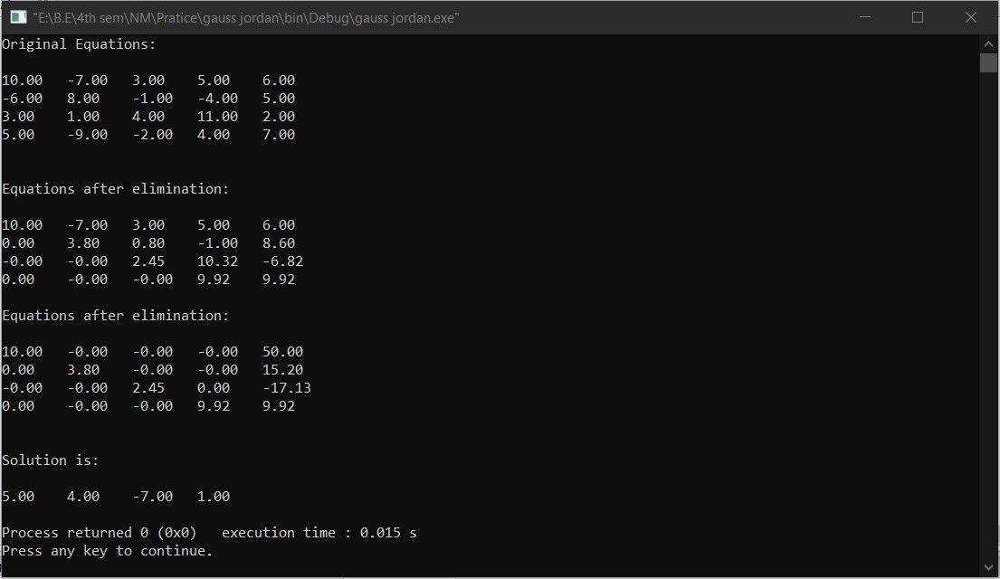 "E:\B.E\4th sem\NM\Pratice\gauss jordan\bin\Debug\gauss jordan.exe"
Original Equations:
10.00 -7.00 3.00 5.00 6.00
-6.00 8.00 -1.00 -4.00 5.00
3.00 1.00 4.00 11.00 2.00
5.00 -9.00 -2.00 4.00 7.00
Equations after elimination:
10.00 -7.00 3.00 5.00 6.00
0.00 3.80 0.80 -1.00 8.60
-0.00 -0.00 2.45 10.32 -6.82
0.00 -0.00 -0.00 9.92 9.92
Equations after elimination:
10.00 -0.00 -0.00 -0.00 50.00
0.00 3.80 -0.00 -0.00 15.20
-0.00 -0.00 2.45 0.00 -17.13
0.00 -0.00 -0.00 9.92 9.92
Solution is:
5.00 4.00 -7.00 1.00
Process returned 0 (0x0) execution time : 0.015 s
Press any key to continue.